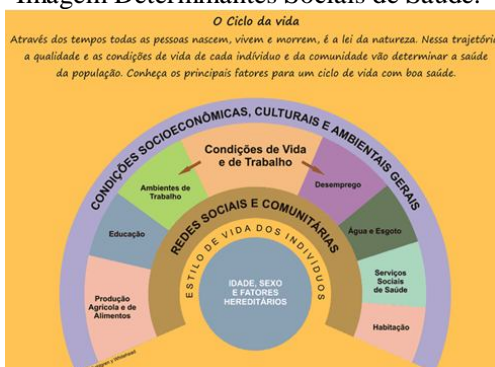 Imagem Determinantes Sociais de Saúde.
O Ciclo da vida
Através dos tempos todas as pessoas nascem, vivem e morrem, é a lei da natureza. Nessa trajetória
a qualidade e as condições de vida de cada indivíduo e da comunidade vão determinar a saúde
da população. Conheça os principais fatores para um ciclo de vida com boa saúde.
CONDIÇÕES SOCIOECONÔMICAS, CULTURAIS E AMBIENTAIS GERAIS
Condições de Vida
e de Trabalho
Ambientes de
Trabalho
Desemprego
REDES SOCIAIS E COMUNITÁRIAS
Educação
Água e Esgoto
ESTILO DE VIDA DOS INDIVÍDUOS
IDADE, SEXO
E FATORES
HEREDITÁRIOS
Serviços
Sociais
de Saúde
Produção
Agrícola e de
Alimentos
Habitação
y Whitehead